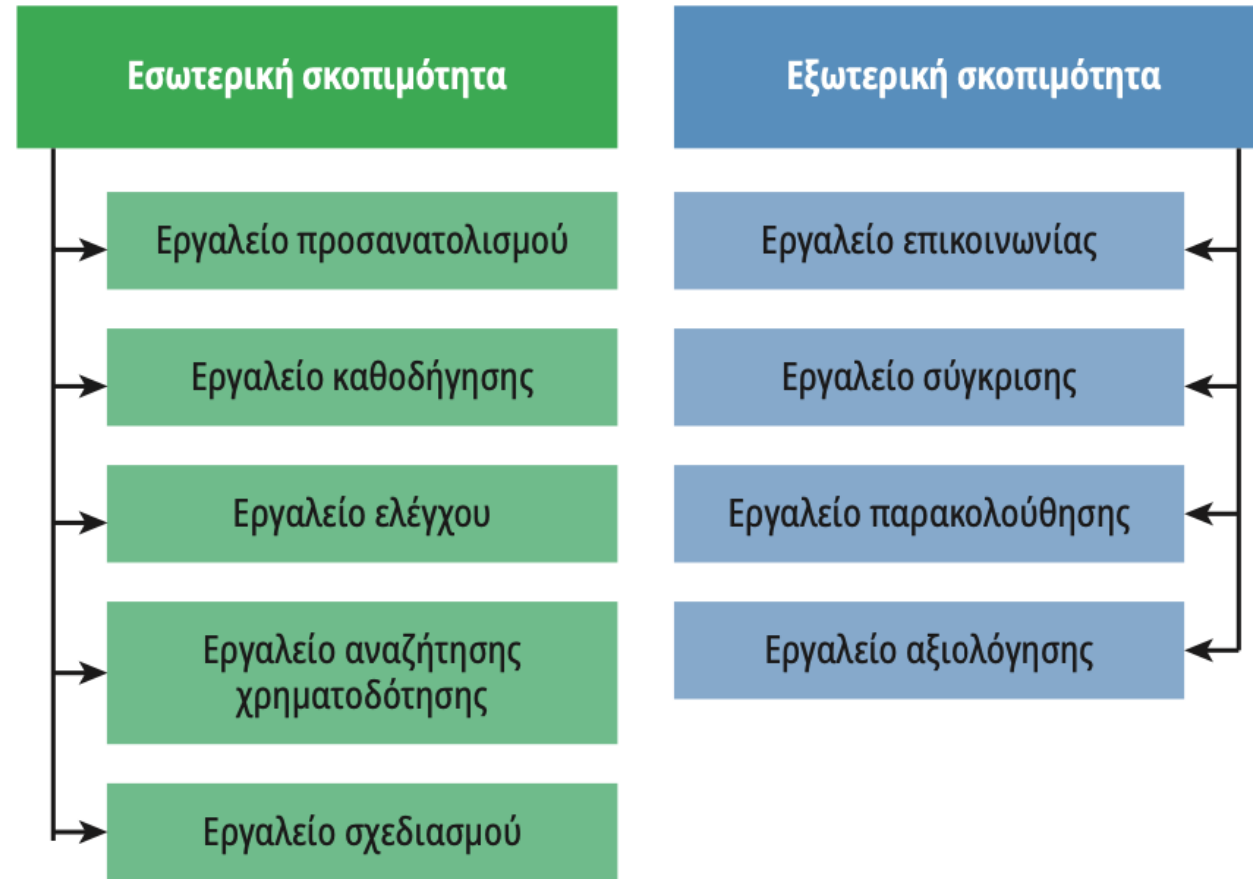 Εσωτερική σκοπιμότητα
Εργαλείο προσανατολισμού
Εργαλείο καθοδήγησης
Εργαλείο ελέγχου
Εργαλείο αναζήτησης
χρηματοδότησης
Εργαλείο σχεδιασμού
Εξωτερική σκοπιμότητα
Εργαλείο επικοινωνίας
Εργαλείο σύγκρισης
Εργαλείο παρακολούθησης
Εργαλείο αξιολόγησης